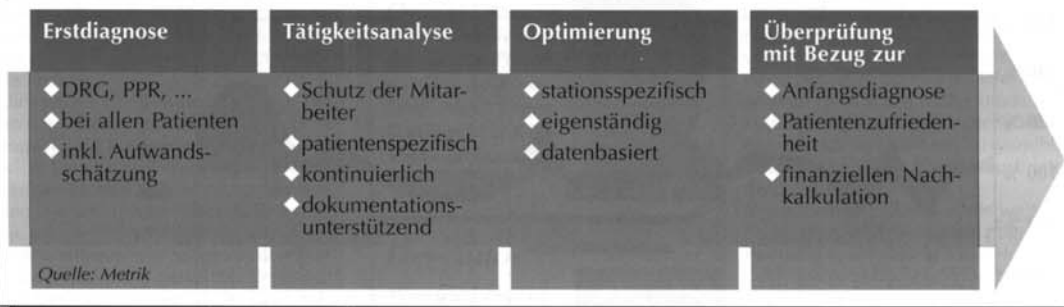 Erstdiagnose
◆DRG, PPR, ...
◆bei allen Patienten
◆inkl. Aufwands-
schätzung
Tätigkeitsanalyse
◆Schutz der Mitar-
beiter
◆patientenspezifisch
◆kontinuierlich
◆dokumentations-
unterstützend
Optimierung
◆stationsspezifisch
◆eigenständig
◆datenbasiert
Überprüfung
mit Bezug zur
◆Anfangsdiagnose
◆Patientenzufrieden-
heit
◆finanziellen Nach-
kalkulation
Quelle: Metrik